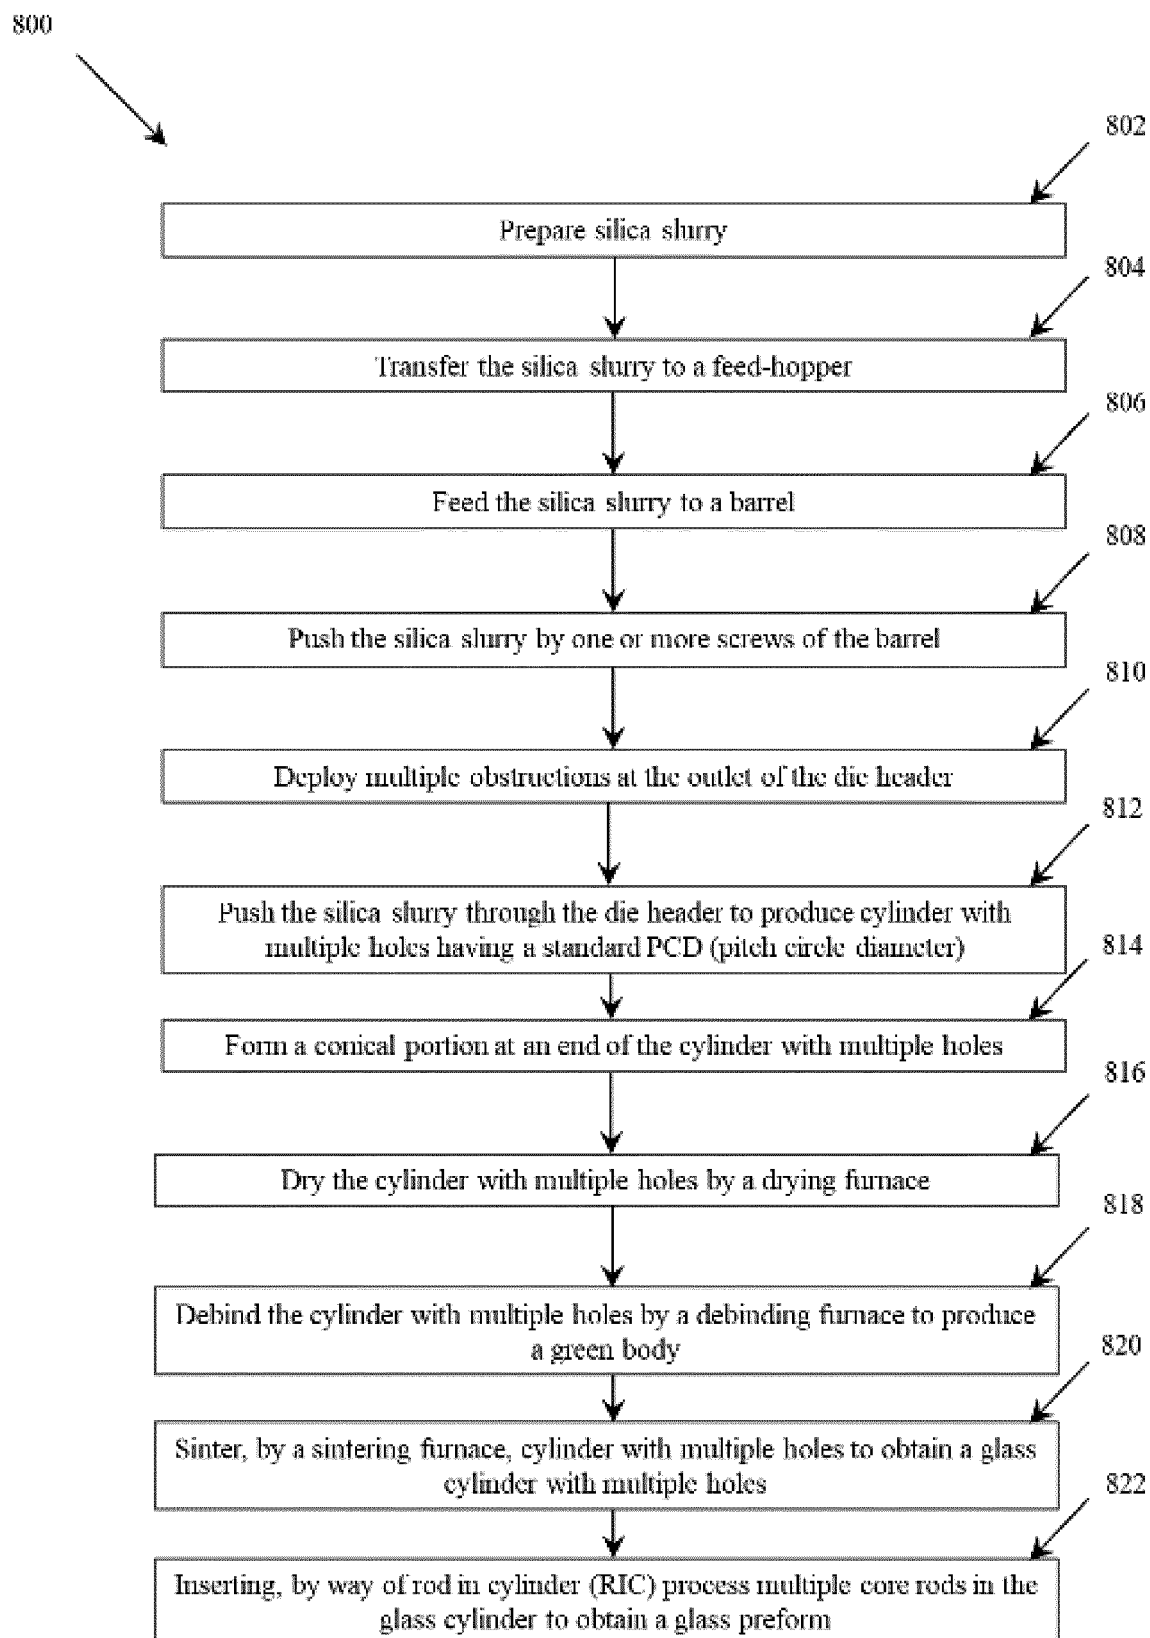 800
802
Prepare silica slurry
804
Transfer the silica slurry to a feed-hopper
806
Feed the silica slurry to a barrel
808
Push the silica slurry by one or more screws of the barrel
810
Deploy multiple obstructions at the outlet of the die header
812
Push the silica slurry through the die header to produce cylinder with
multiple holes having a standard PCD (pitch circle diameter)
814
Form a conical portion at an end of the cylinder with multiple holes
816
Dry the cylinder with multiple holes by a drying furnace
818
Debind the cylinder with multiple holes by a debinding furnace to produce
a green body
820
Sinter, by a sintering furnace, cylinder with multiple holes to obtain a glass
cylinder with multiple holes
822
Inserting, by way of rod in cylinder (RIC) process multiple core rods in the
glass cylinder to obtain a glass preform